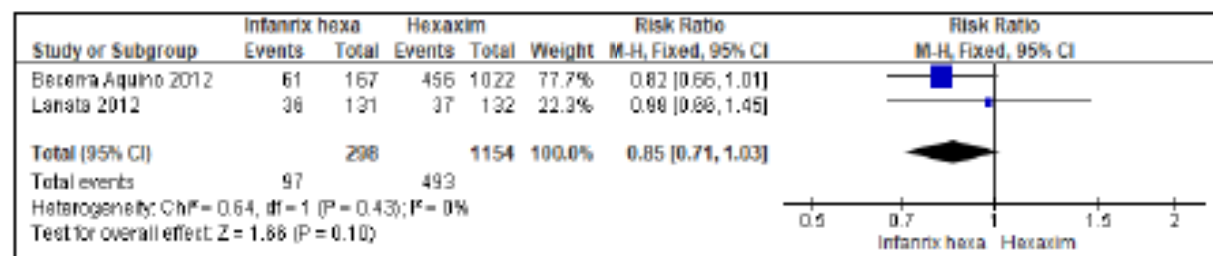 Infanrix hexa Hexaxim Risk Ratio Risk Ratio
Study or Subgroup Events Total Events Total Weight M-H, Fixed, 95% CI M-H, Fixed, 95% CI
Becerra Aquino 2012 61 167 456 1022 77.7% 0.82 [0.66, 1.01]
Lanata 2012 36 131 37 132 22.3% 0.98 [0.66, 1.45]
Total (95% CI) 298 1154 100.0% 0.85 [0.71, 1.03]
Total events 97 493
Heterogeneity: Chi² = 0.64, df = 1 (P = 0.43); I² = 0%
Test for overall effect: Z = 1.66 (P = 0.10)
0.5 0.7 1 1.5 2
Infanrix hexa Hexaxim